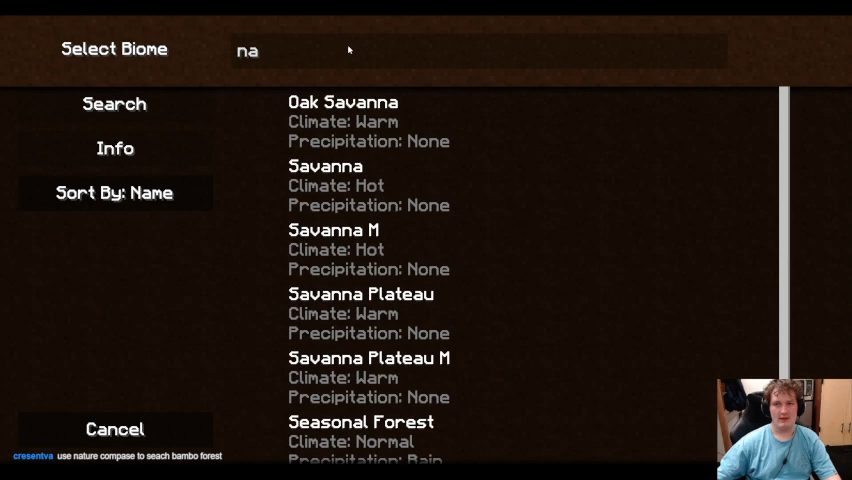 Select Biome
na
Search
Info
Sort By: Name
Oak Savanna
Climate: Warm
Precipitation: None
Savanna
Climate: Hot
Precipitation: None
Savanna M
Climate: Hot
Precipitation: None
Savanna Plateau
Climate: Warm
Precipitation: None
Savanna Plateau M
Climate: Warm
Precipitation: None
Seasonal Forest
Climate: Normal
Precipitation: Rain
Cancel
cresentva use nature compase to seach bambo forest